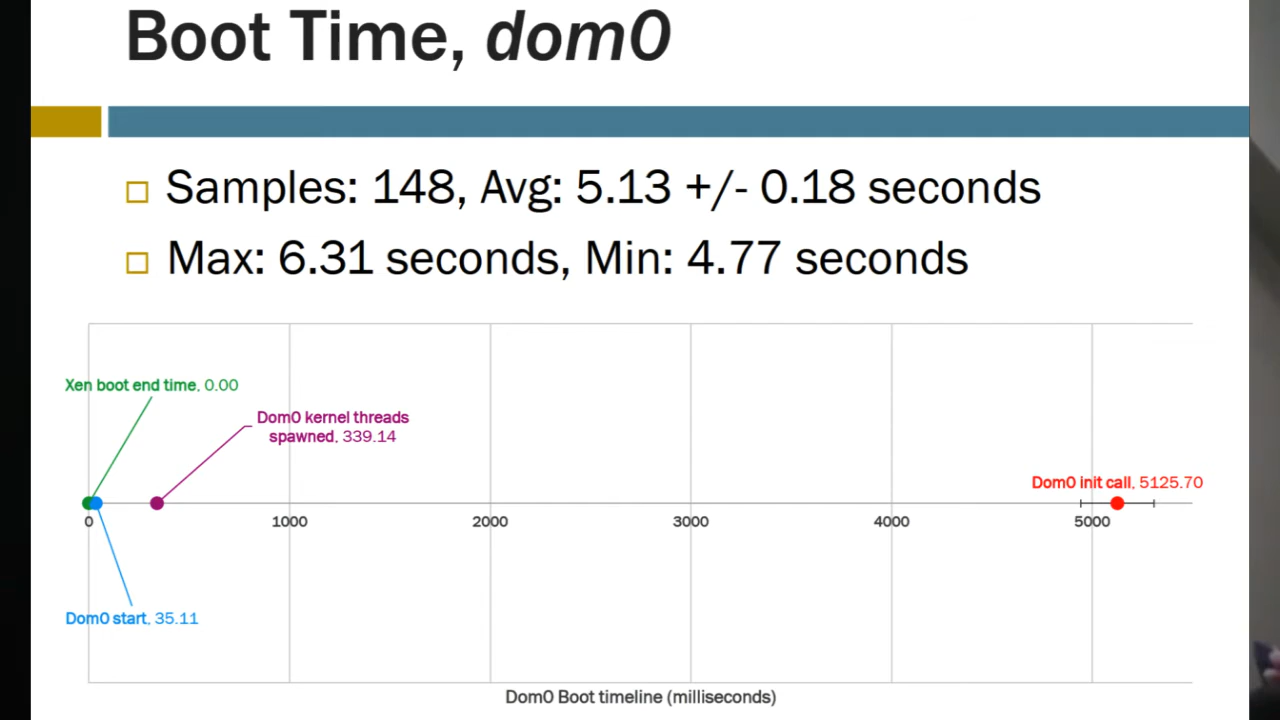 Boot Time, dom0
Samples: 148, Avg: 5.13 +/- 0.18 seconds
Max: 6.31 seconds, Min: 4.77 seconds
Xen boot end time, 0.00
Dom0 kernel threads
spawned, 339.14
Dom0 init call, 5125.70
0 1000 2000 3000 4000 5000
Dom0 start, 35.11
Dom0 Boot timeline (milliseconds)